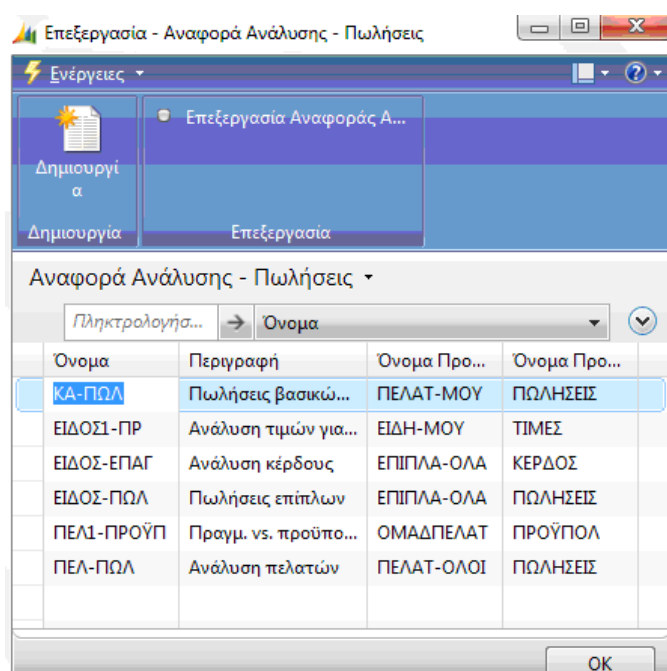 Επεξεργασία - Αναφορά Ανάλυσης - Πωλήσεις
Ενέργειες
Δημιουργί
α
Επεξεργασία Αναφοράς Α...
Δημιουργία
Επεξεργασία
Αναφορά Ανάλυσης - Πωλήσεις
Πληκτρολογήσ... Όνομα
Όνομα Περιγραφή Όνομα Προ... Όνομα Προ...
ΚΑ-ΠΩΛ Πωλήσεις βασικώ... ΠΕΛΑΤ-ΜΟΥ ΠΩΛΗΣΕΙΣ
ΕΙΔΟΣ1-ΠΡ Ανάλυση τιμών για... ΕΙΔΗ-ΜΟΥ ΤΙΜΕΣ
ΕΙΔΟΣ-ΕΠΑΓ Ανάλυση κέρδους ΕΠΙΠΛΑ-ΟΛΑ ΚΕΡΔΟΣ
ΕΙΔΟΣ-ΠΩΛ Πωλήσεις επίπλων ΕΠΙΠΛΑ-ΟΛΑ ΠΩΛΗΣΕΙΣ
ΠΕΛ1-ΠΡΟΫΠ Πραγμ. vs. προϋπο... ΟΜΑΔΠΕΛΑΤ ΠΡΟΫΠΟΛ
ΠΕΛ-ΠΩΛ Ανάλυση πελατών ΠΕΛΑΤ-ΟΛΟΙ ΠΩΛΗΣΕΙΣ
OK